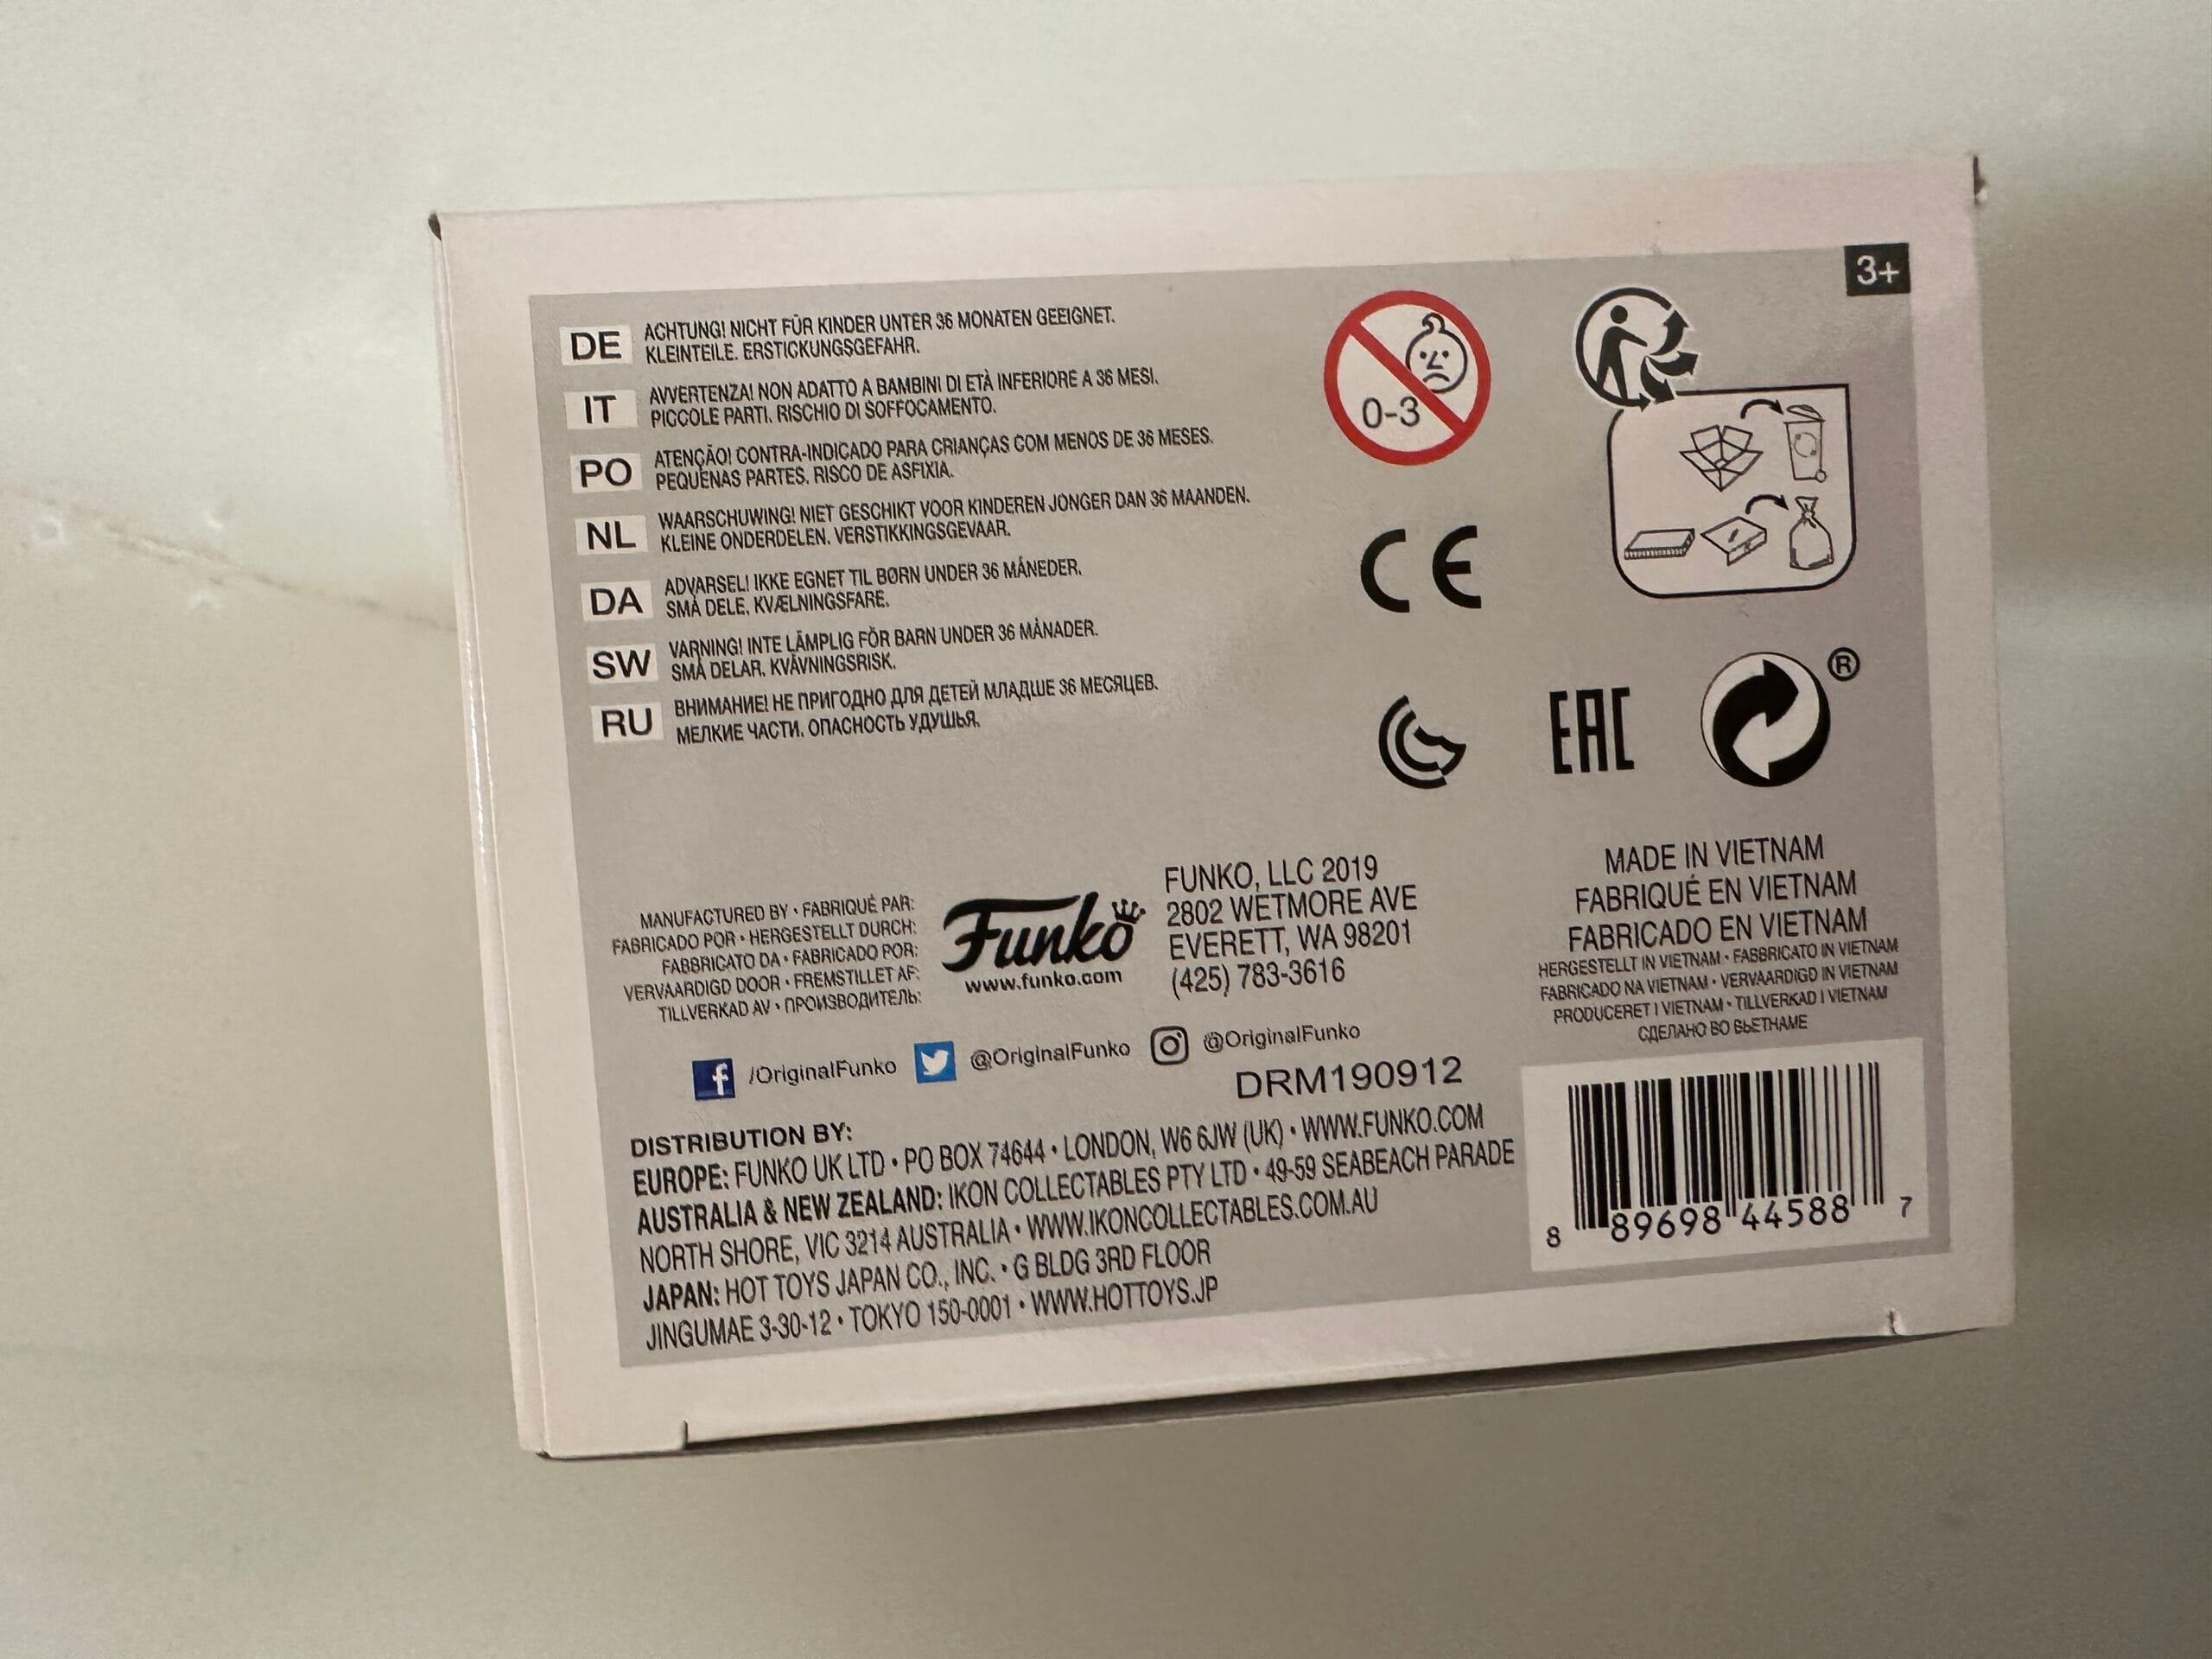 3+
DE ACHTUNG! NICHT FÜR KINDER UNTER 36 MONATEN GEEIGNET.
KLEINTEILE. ERSTICKUNGSGEFAHR.
IT AVVERTENZA! NON ADATTO A BAMBINI DI ETÀ INFERIORE A 36 MESI.
PICCOLE PARTI. RISCHIO DI SOFFOCAMENTO.
PO ATENÇÃO! CONTRA-INDICADO PARA CRIANÇAS COM MENOS DE 36 MESES.
PEQUENAS PARTES. RISCO DE ASFIXIA.
NL WAARSCHUWING! NIET GESCHIKT VOOR KINDEREN JONGER DAN 36 MAANDEN.
KLEINE ONDERDELEN. VERSTIKKINGSGEVAAR.
DA ADVARSEL! IKKE EGNET TIL BØRN UNDER 36 MÅNEDER.
SMÅ DELE. KVÆLNINGSFARE.
SW VARNING! INTE LÄMPLIG FÖR BARN UNDER 36 MÅNADER.
SMÅ DELAR. KVÄVNINGSRISK.
RU ВНИМАНИЕ! НЕ ПРИГОДНО ДЛЯ ДЕТЕЙ МЛАДШЕ 36 МЕСЯЦЕВ.
МЕЛКИЕ ЧАСТИ. ОПАСНОСТЬ УДУШЬЯ.
0-3
CE
EAC
®
MANUFACTURED BY • FABRIQUÉ PAR:
FABRICADO POR • HERGESTELLT DURCH:
FABBRICATO DA • FABRICADO POR:
VERVAARDIGD DOOR • FREMSTILLET AF:
TILLVERKAD AV • ПРОИЗВОДИТЕЛЬ:
Funko
www.funko.com
FUNKO, LLC 2019
2802 WETMORE AVE
EVERETT, WA 98201
(425) 783-3616
MADE IN VIETNAM
FABRIQUÉ EN VIETNAM
FABRICADO EN VIETNAM
HERGESTELLT IN VIETNAM • FABBRICATO IN VIETNAM
FABRICADO NA VIETNAM • VERVAARDIGD IN VIETNAM
PRODUCERET I VIETNAM • TILLVERKAD I VIETNAM
СДЕЛАНО ВО ВЬЕТНАМЕ
f /OriginalFunko @OriginalFunko @OriginalFunko
DRM190912
DISTRIBUTION BY:
EUROPE: FUNKO UK LTD • PO BOX 74644 • LONDON, W6 6JW (UK) • WWW.FUNKO.COM
AUSTRALIA & NEW ZEALAND: IKON COLLECTABLES PTY LTD • 49-59 SEABEACH PARADE
NORTH SHORE, VIC 3214 AUSTRALIA • WWW.IKONCOLLECTABLES.COM.AU
JAPAN: HOT TOYS JAPAN CO., INC. • G BLDG 3RD FLOOR
JINGUMAE 3-30-12 • TOKYO 150-0001 • WWW.HOTTOYS.JP
8 89698 44588 7